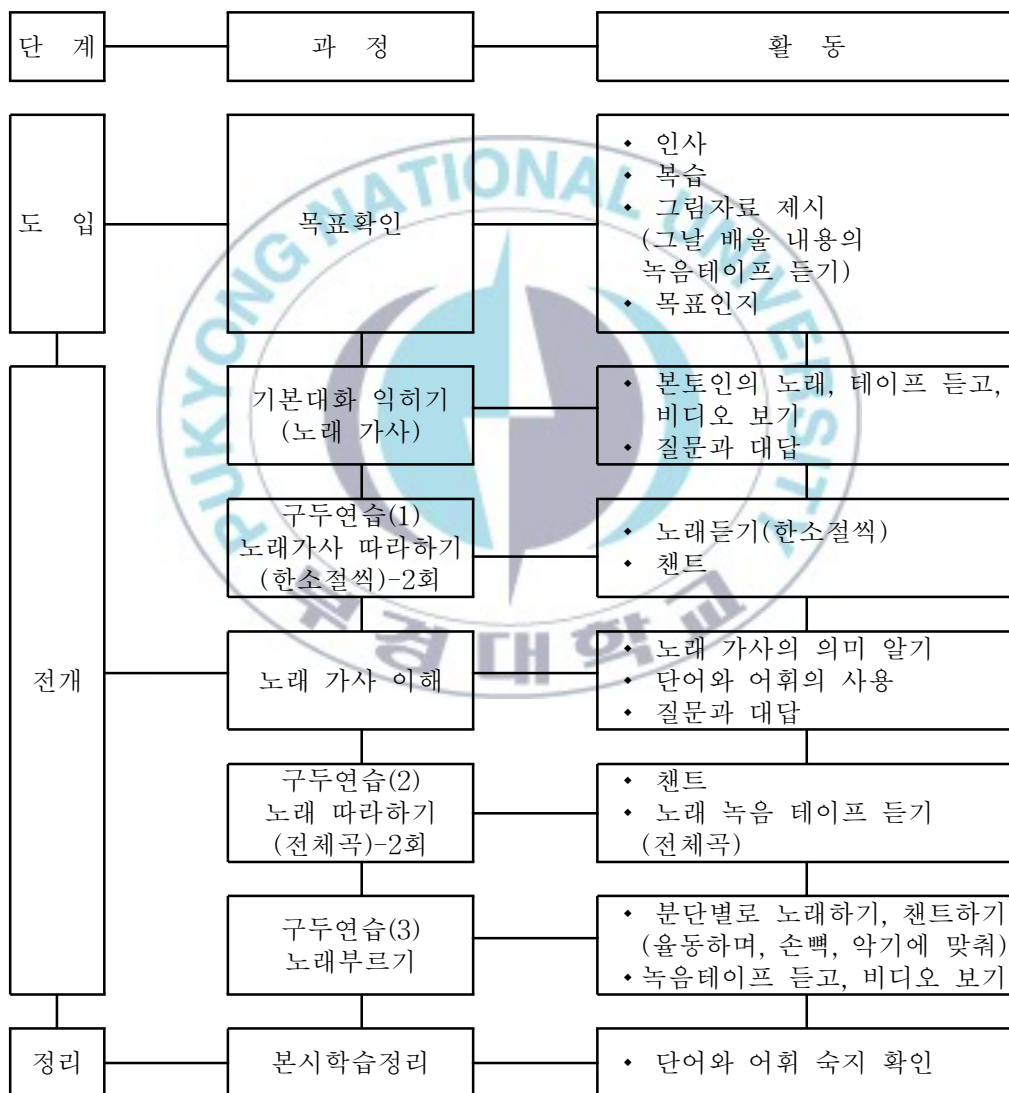 단 계
과 정
활 동
도 입
목표확인
◆ 인사
◆ 복습
◆ 그림자료 제시
(그날 배울 내용의
녹음테이프 듣기)
◆ 목표인지
전개
기본대화 익히기
(노래 가사)
◆ 본토인의 노래, 테이프 듣고,
비디오 보기
◆ 질문과 대답
구두연습(1)
노래가사 따라하기
(한소절씩)-2회
◆ 노래듣기(한소절씩)
◆ 챈트
노래 가사 이해
◆ 노래 가사의 의미 알기
◆ 단어와 어휘의 사용
◆ 질문과 대답
구두연습(2)
노래 따라하기
(전체곡)-2회
◆ 챈트
◆ 노래 녹음 테이프 듣기
(전체곡)
구두연습(3)
노래부르기
◆ 분단별로 노래하기, 챈트하기
(율동하며, 손뼉, 악기에 맞춰)
◆ 녹음테이프 듣고, 비디오 보기
정리
본시학습정리
◆ 단어와 어휘 숙지 확인
PUKYONG NATIONAL UNIVERSITY
부경대학교